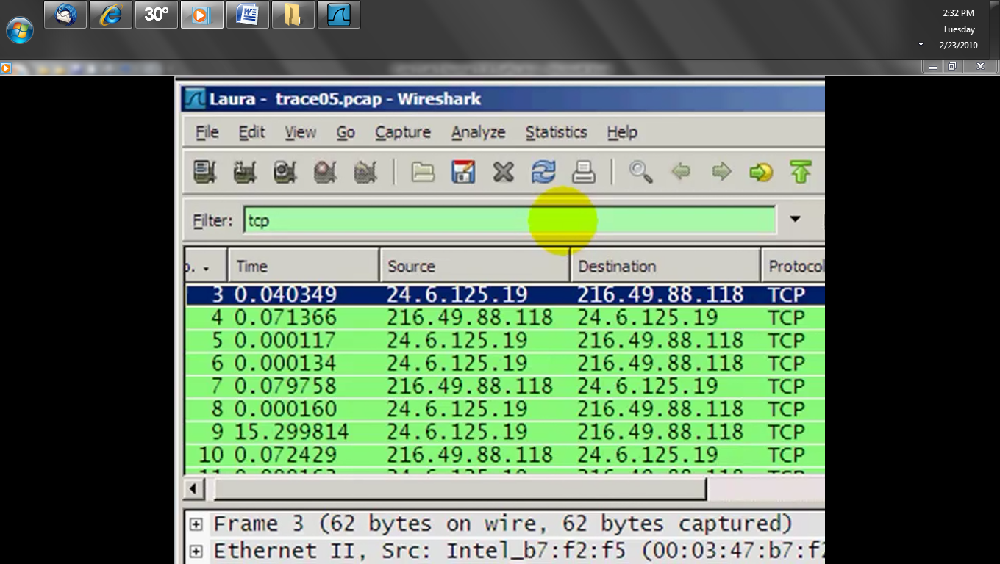 30°
2:32 PM
Tuesday
2/23/2010
Laura - trace05.pcap - Wireshark
File Edit View Go Capture Analyze Statistics Help
Filter: tcp
Time Source Destination Protocol
3 0.040349 24.6.125.19 216.49.88.118 TCP
4 0.071366 216.49.88.118 24.6.125.19 TCP
5 0.000117 24.6.125.19 216.49.88.118 TCP
6 0.000134 24.6.125.19 216.49.88.118 TCP
7 0.079758 216.49.88.118 24.6.125.19 TCP
8 0.000160 24.6.125.19 216.49.88.118 TCP
9 15.299814 24.6.125.19 216.49.88.118 TCP
10 0.072429 216.49.88.118 24.6.125.19 TCP
Frame 3 (62 bytes on wire, 62 bytes captured)
Ethernet II, Src: Intel_b7:f2:f5 (00:03:47:b7:f2